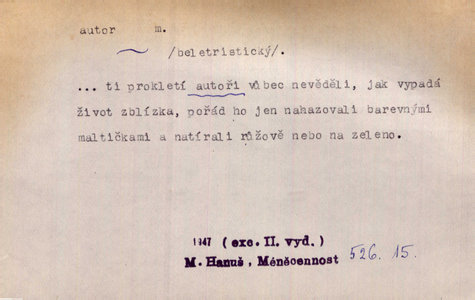 autor m.
/beletristický/.
... ti prokletí autoři vůbec nevěděli, jak vypadá
život zblízka, pořád ho jen nahazovali barevnými
maltičkami a natírali růžově nebo na zeleno.
1947 (exc. II. vyd.)
M. Hanuš, Méněcennost 526. 15.